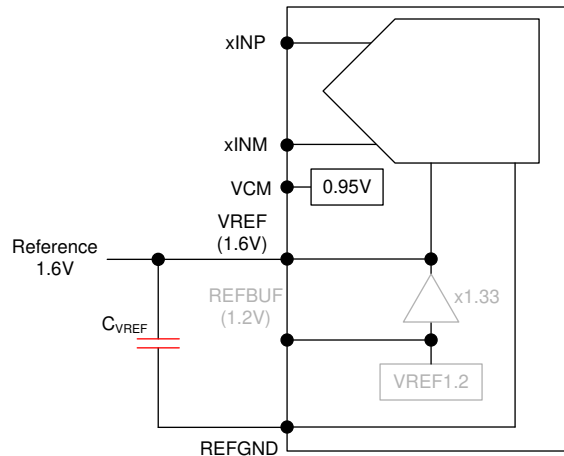 xINP
xINM
VCM
0.95V
VREF
(1.6V)
Reference
1.6V
REFBUF
(1.2V)
x1.33
CVREF
VREF1.2
REFGND